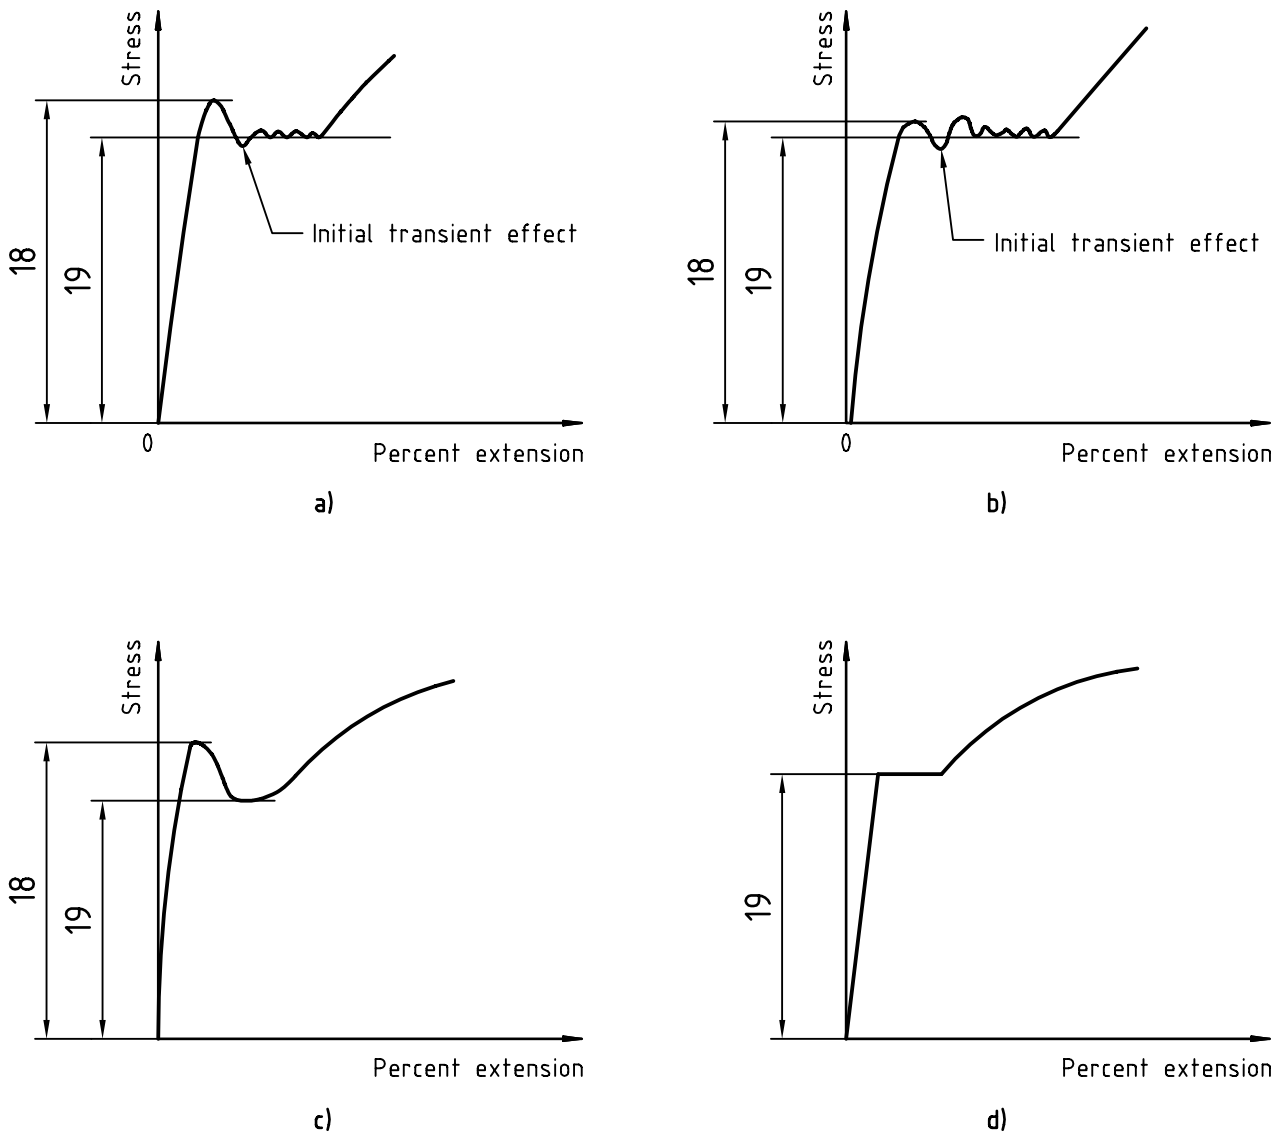 Stress
18
19
Initial transient effect
0
Percent extension
a)
Stress
18
19
Initial transient effect
0
Percent extension
b)
Stress
18
19
Percent extension
c)
Stress
19
Percent extension
d)